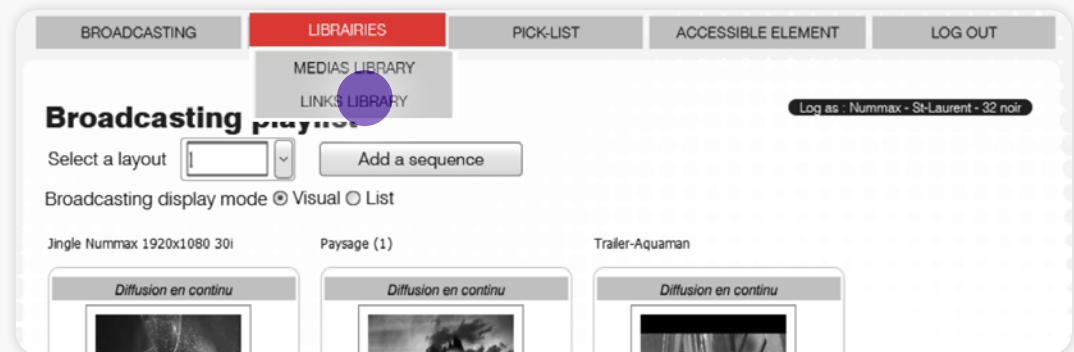 BROADCASTING LIBRAIRIES PICK-LIST ACCESSIBLE ELEMENT LOG OUT
MEDIAS LIBRARY
LINKS LIBRARY
Log as : Nummax - St-Laurent - 32 noir
Broadcasting playlist
Select a layout 1 Add a sequence
Broadcasting display mode Visual List
Jingle Nummax 1920x1080 30i Paysage (1) Trailer-Aquaman
Diffusion en continu Diffusion en continu Diffusion en continu